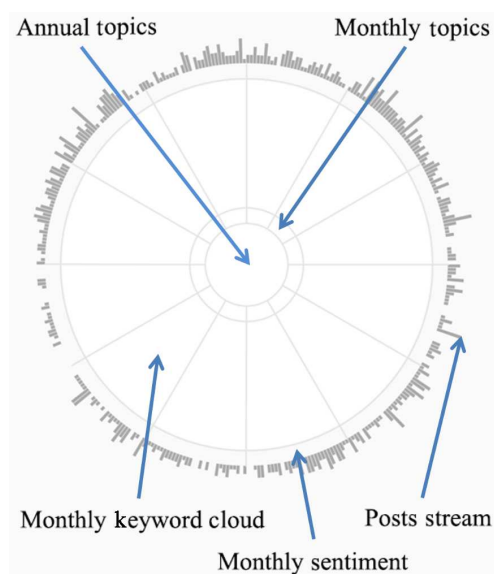 Annual topics
Monthly topics
Monthly keyword cloud
Posts stream
Monthly sentiment